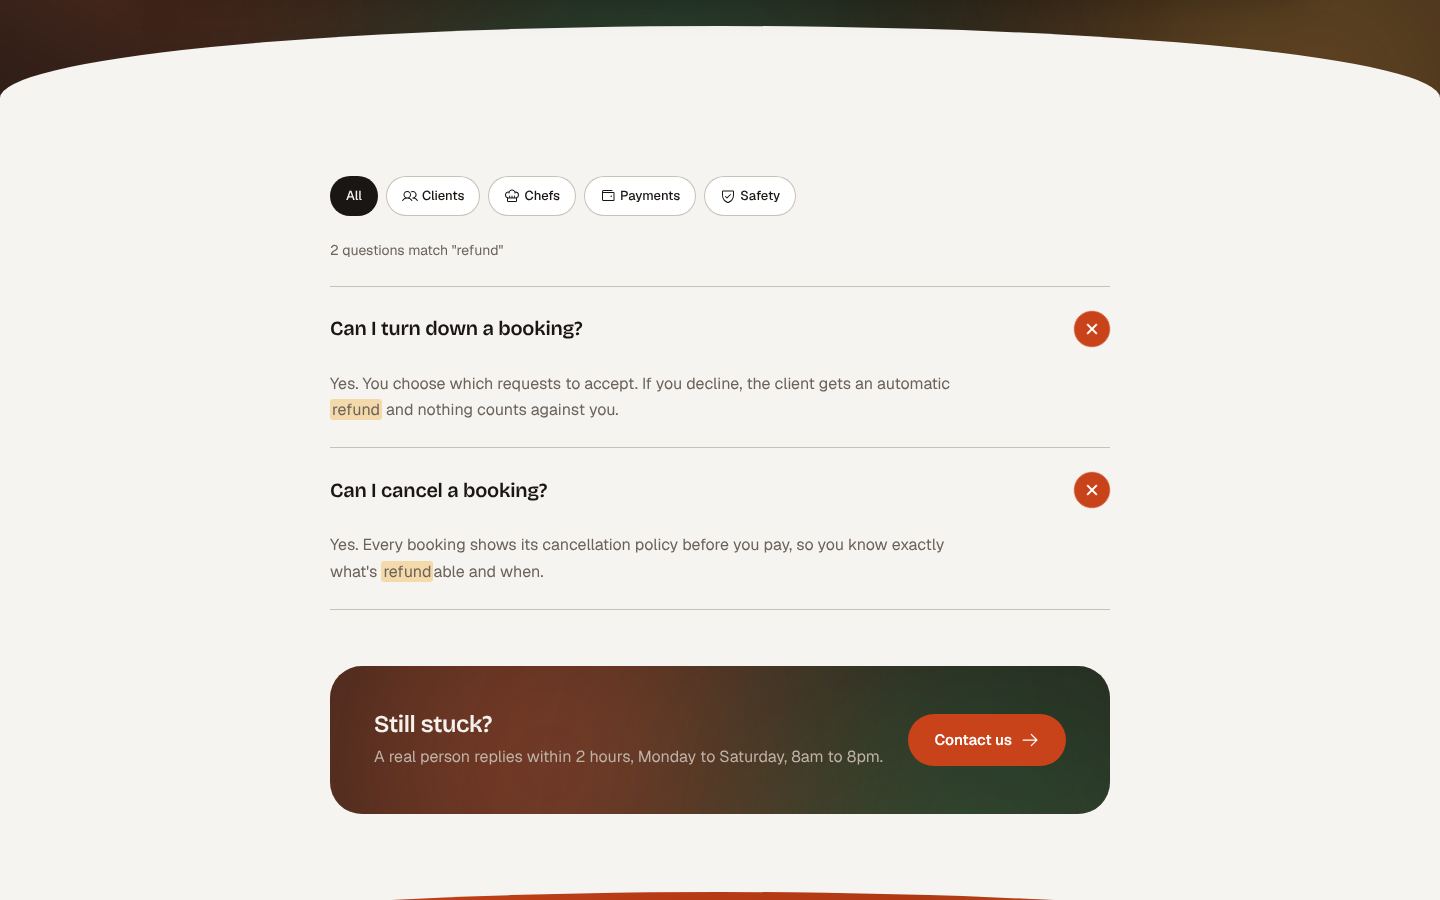 All
Clients
Chefs
Payments
Safety
2 questions match "refund"
Can I turn down a booking?
Yes. You choose which requests to accept. If you decline, the client gets an automatic
refund and nothing counts against you.
Can I cancel a booking?
Yes. Every booking shows its cancellation policy before you pay, so you know exactly
what's refundable and when.
Still stuck?
A real person replies within 2 hours, Monday to Saturday, 8am to 8pm.
Contact us